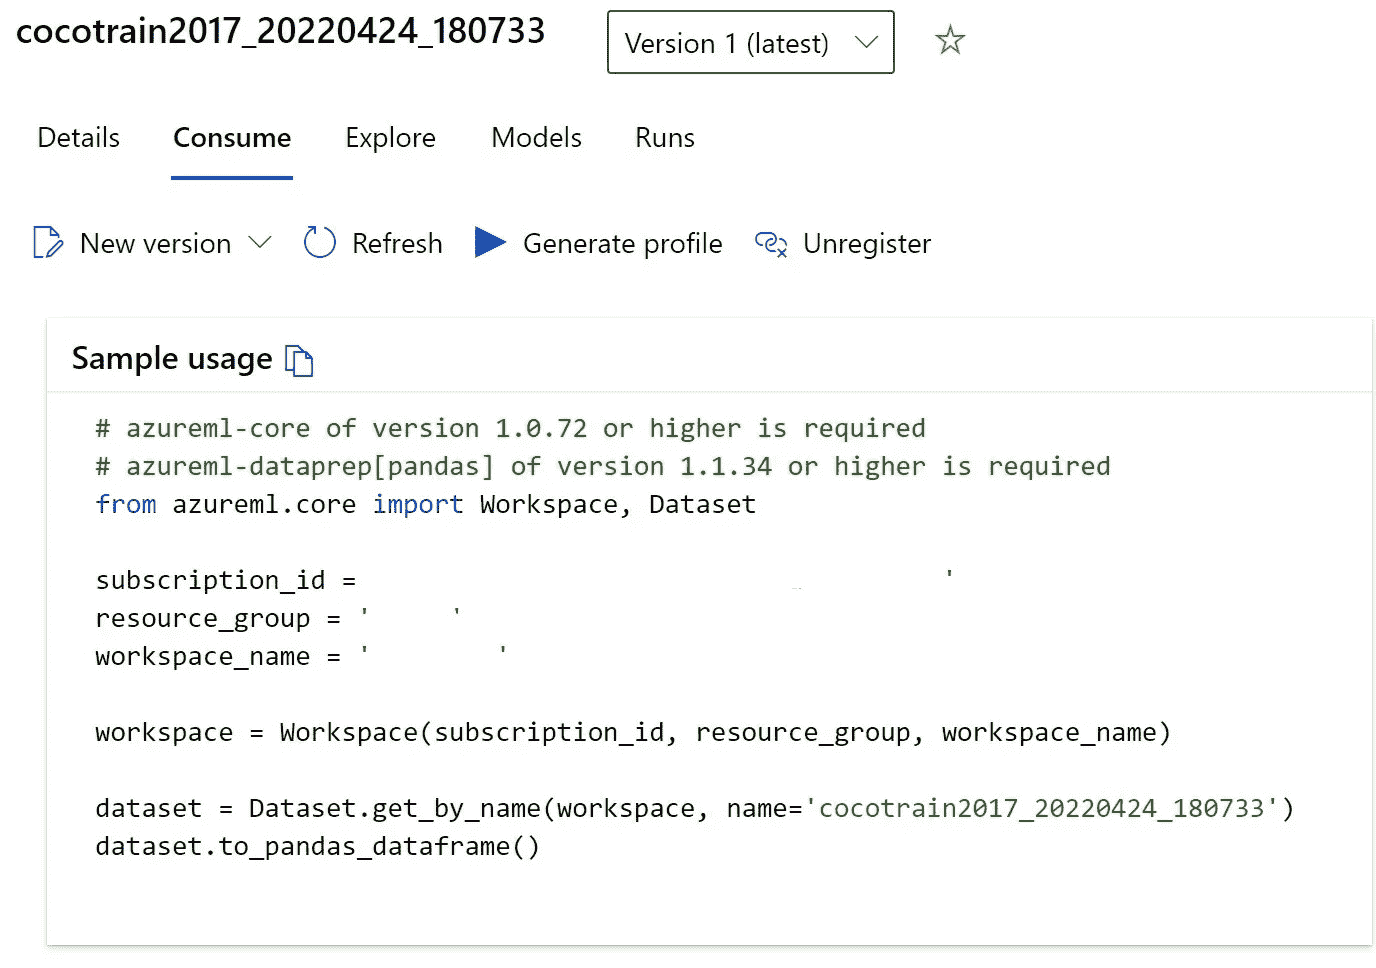 cocotrain2017_20220424_180733
Version 1 (latest)
Details Consume Explore Models Runs
New version Refresh Generate profile Unregister
Sample usage
# azureml-core of version 1.0.72 or higher is required
# azureml-dataprep[pandas] of version 1.1.34 or higher is required
from azureml.core import Workspace, Dataset
subscription_id = '
resource_group = ' '
workspace_name = ' '
workspace = Workspace(subscription_id, resource_group, workspace_name)
dataset = Dataset.get_by_name(workspace, name='cocotrain2017_20220424_180733')
dataset.to_pandas_dataframe()